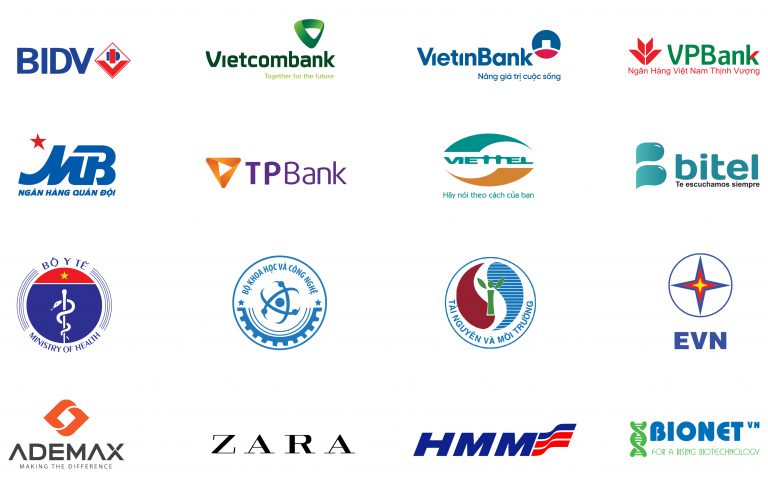 BIDV
Vietcombank
Together for the future
VietinBank
Nâng giá trị cuộc sống
VPBank
Ngân Hàng Việt Nam Thịnh Vượng
MB
NGÂN HÀNG QUÂN ĐỘI
TPBank
VIETTEL
Hãy nói theo cách của bạn
bitel
Te escuchamos siempre
BỘ Y TẾ
MINISTRY OF HEALTH
BỘ KHOA HỌC VÀ CÔNG NGHỆ
TÀI NGUYÊN VÀ MÔI TRƯỜNG
EVN
ADEMAX
MAKING THE DIFFERENCE
ZARA
HMM
BIONET VN
FOR A RISING BIOTECHNOLOGY